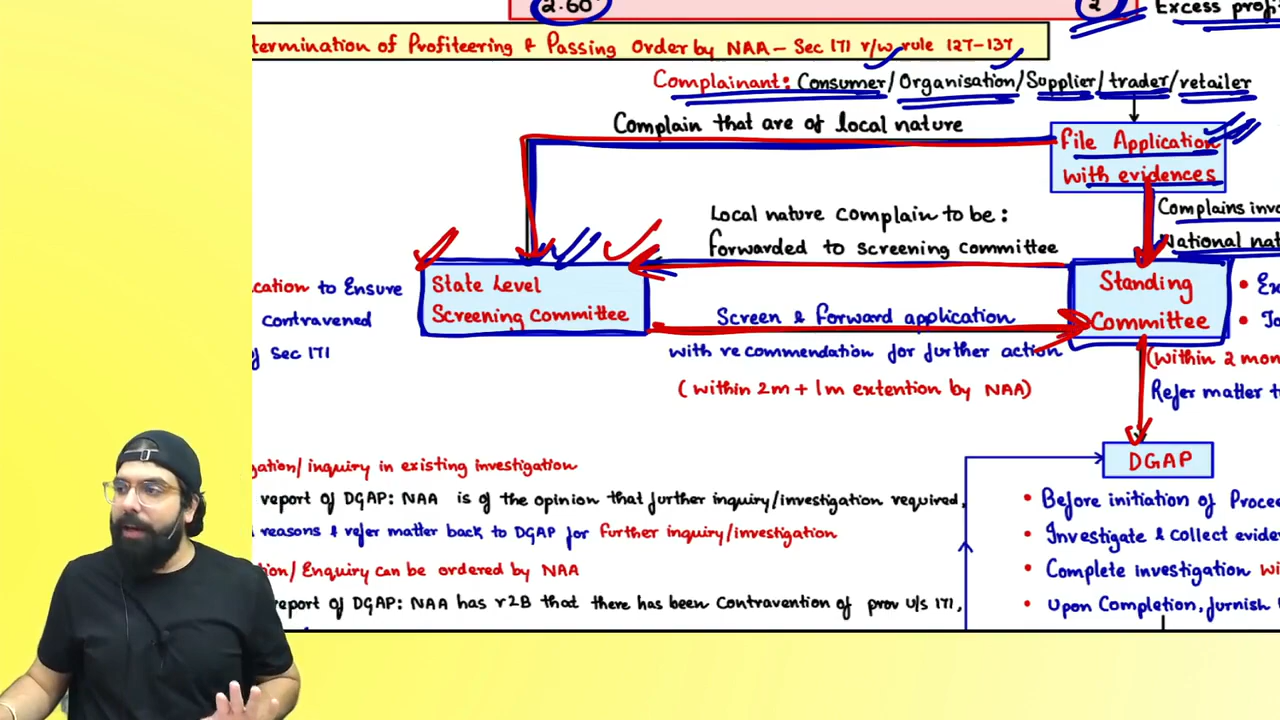 2.60
2
Excess profi
termination of Profiteering & Passing Order by NAA - Sec 171 r/w rule 127-137
Complainant: Consumer/Organisation/Supplier/trader/retailer
Complain that are of local nature
File Application
with evidences
Local nature complain to be:
forwarded to screening committee
Complains invo
National nat
State Level
Screening committee
Standing
Committee
Screen & forward application
with recommendation for further action
(within 2m + 1m extention by NAA)
cation to Ensure
contravened
y Sec 171
• Ex
• To
(within 2 mon
Refer matter t
DGAP
gation/inquiry in existing investigation
report of DGAP: NAA is of the opinion that further inquiry/investigation required,
reasons & refer matter back to DGAP for further inquiry/investigation
tion/Enquiry can be ordered by NAA
report of DGAP: NAA has r2B that there has been Contravention of prov u/s 171,
• Before initiation of Procee
• Investigate & collect evide
• Complete investigation wi
• Upon Completion, furnish